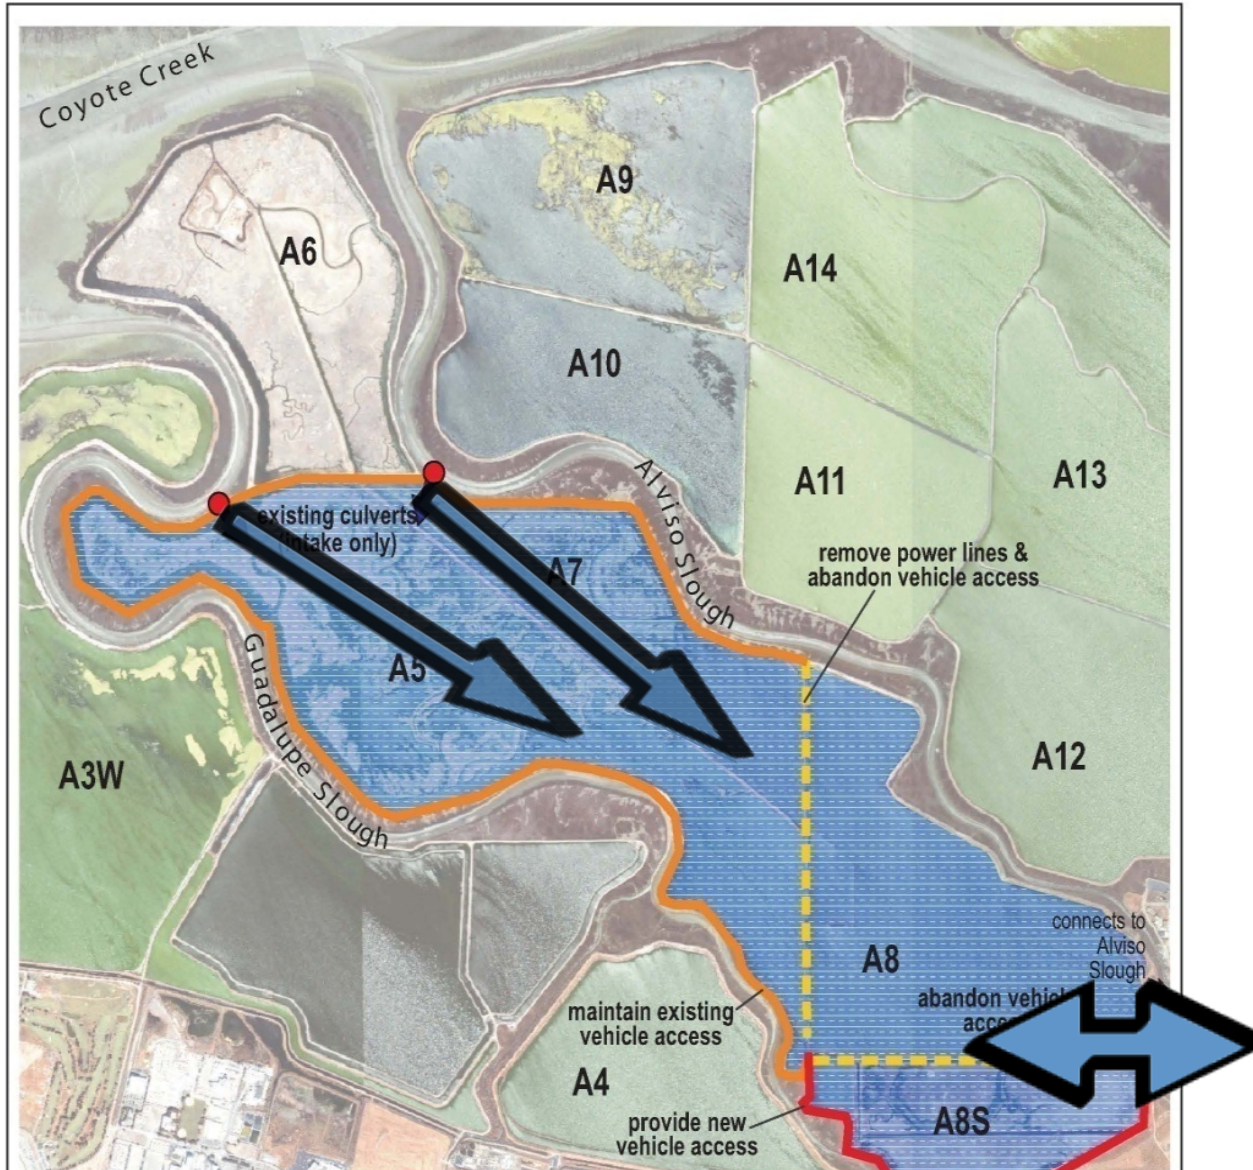 Coyote Creek
A9
A6
A14
A10
A11
A13
Alviso Slough
existing culverts
(intake only)
A7
remove power lines &
abandon vehicle access
A5
Guadalupe Slough
A3W
A12
connects to
Alviso
Slough
A8
abandon
maintain existing
vehicle access
A4
provide new
vehicle access
A8S